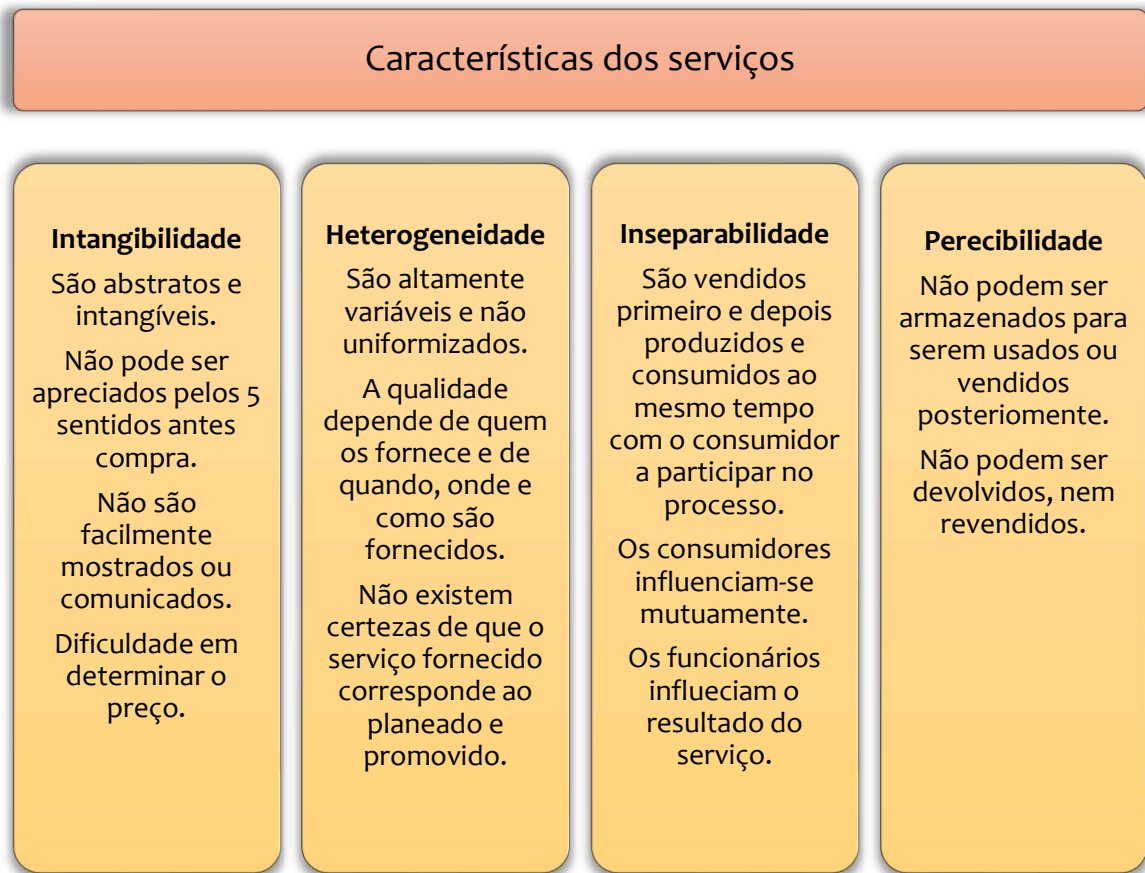 Características dos serviços
Intangibilidade
São abstratos e
intangíveis.
Não pode ser
apreciados pelos 5
sentidos antes
compra.
Não são
facilmente
mostrados ou
comunicados.
Dificuldade em
determinar o
preço.
Heterogeneidade
São altamente
variáveis e não
uniformizados.
A qualidade
depende de quem
os fornece e de
quando, onde e
como são
fornecidos.
Não existem
certezas de que o
serviço fornecido
corresponde ao
planeado e
promovido.
Inseparabilidade
São vendidos
primeiro e depois
produzidos e
consumidos ao
mesmo tempo
com o consumidor
a participar no
processo.
Os consumidores
influenciam-se
mutuamente.
Os funcionários
influeciam o
resultado do
serviço.
Perecibilidade
Não podem ser
armazenados para
serem usados ou
vendidos
posteriomente.
Não podem ser
devolvidos, nem
revendidos.